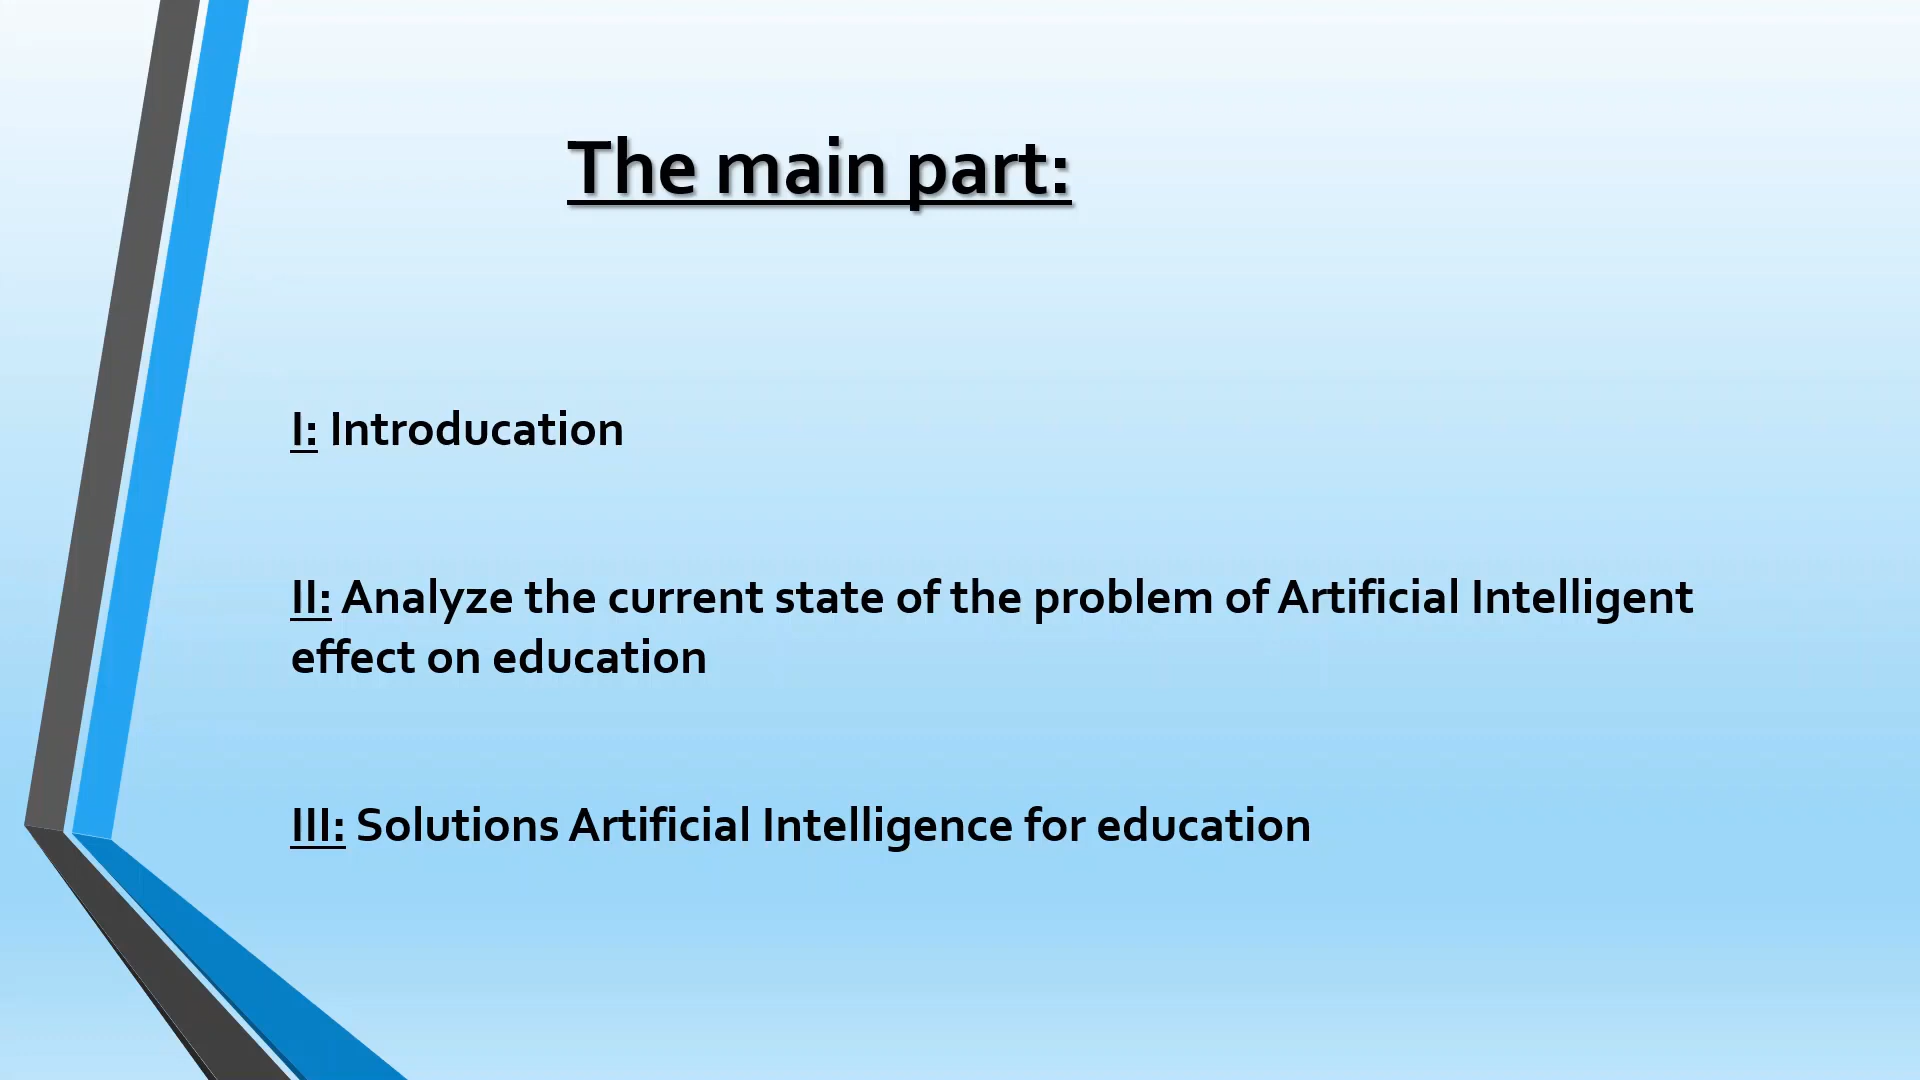 The main part:
I: Introducation
II: Analyze the current state of the problem of Artificial Intelligent
effect on education
III: Solutions Artificial Intelligence for education